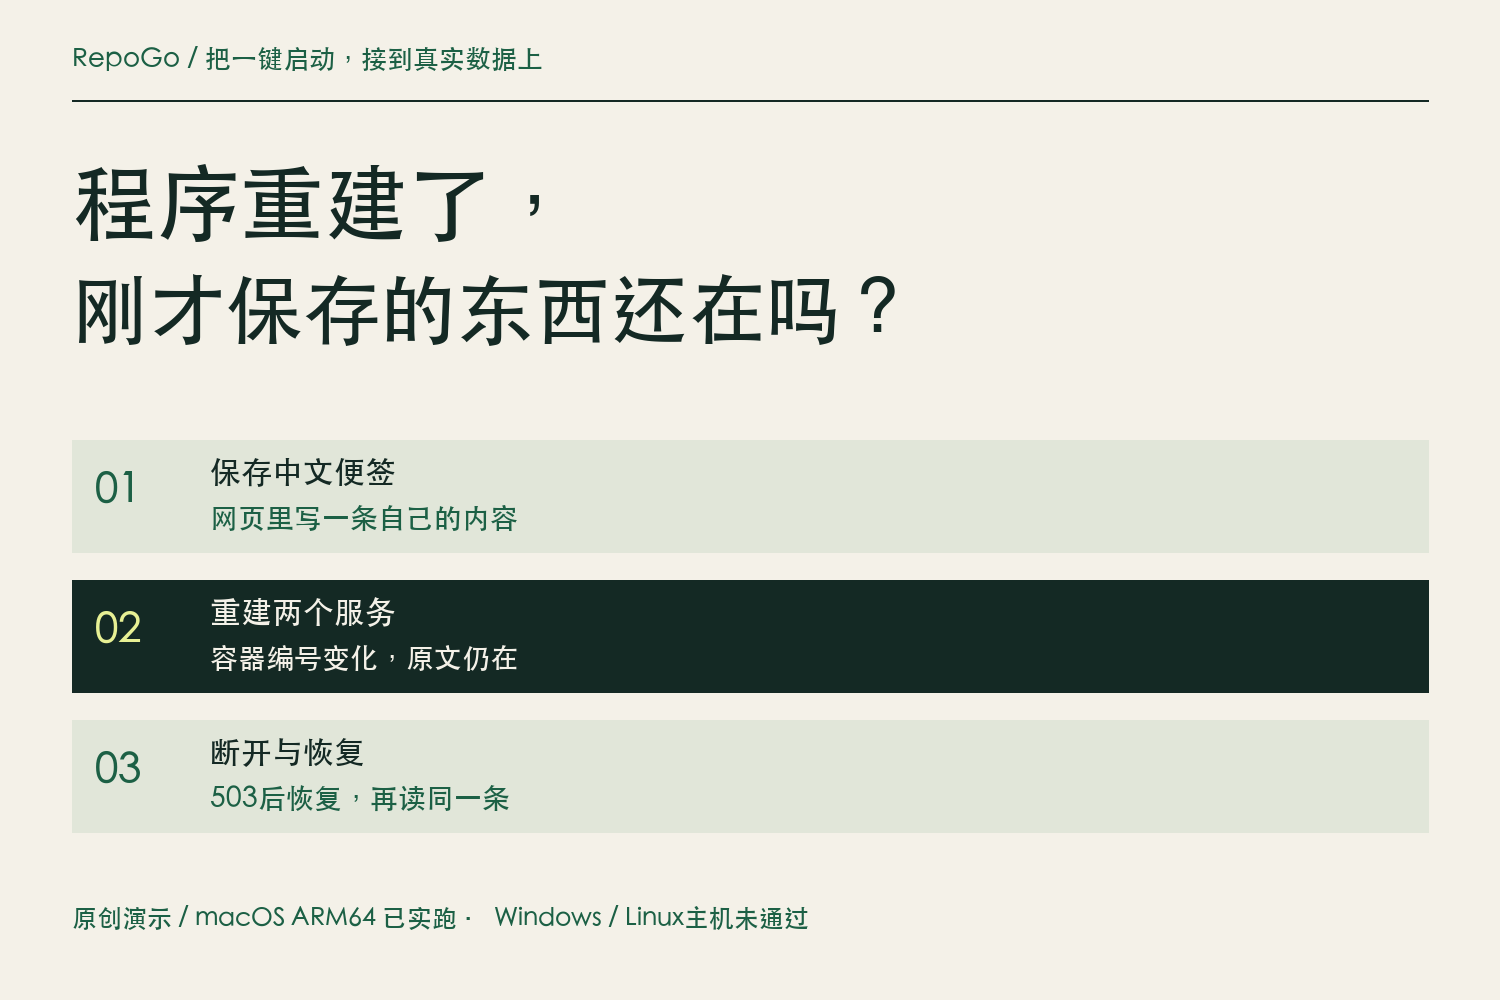 RepoGo / 把一键启动，接到真实数据上
程序重建了，
刚才保存的东西还在吗？
01
保存中文便签
网页里写一条自己的内容
02
重建两个服务
容器编号变化，原文仍在
03
断开与恢复
503后恢复，再读同一条
原创演示 / macOS ARM64 已实跑 · Windows / Linux主机未通过